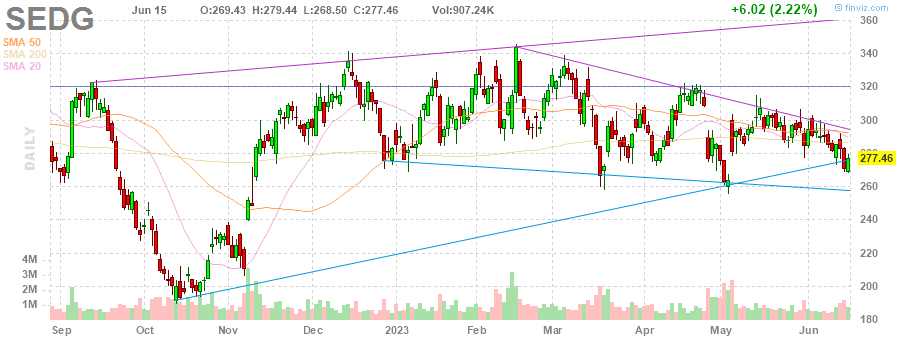 SEDG Jun 15 O:269.43 H:279.44 L:268.50 C:277.46 Vol:907.24K +6.02 (2.22%) © finviz.com
SMA 50
SMA 200
SMA 20
DAILY
360
340
320
300
280
277.46
260
240
220
200
180
4M
3M
2M
1M
Sep Oct Nov Dec 2023 Feb Mar Apr May Jun